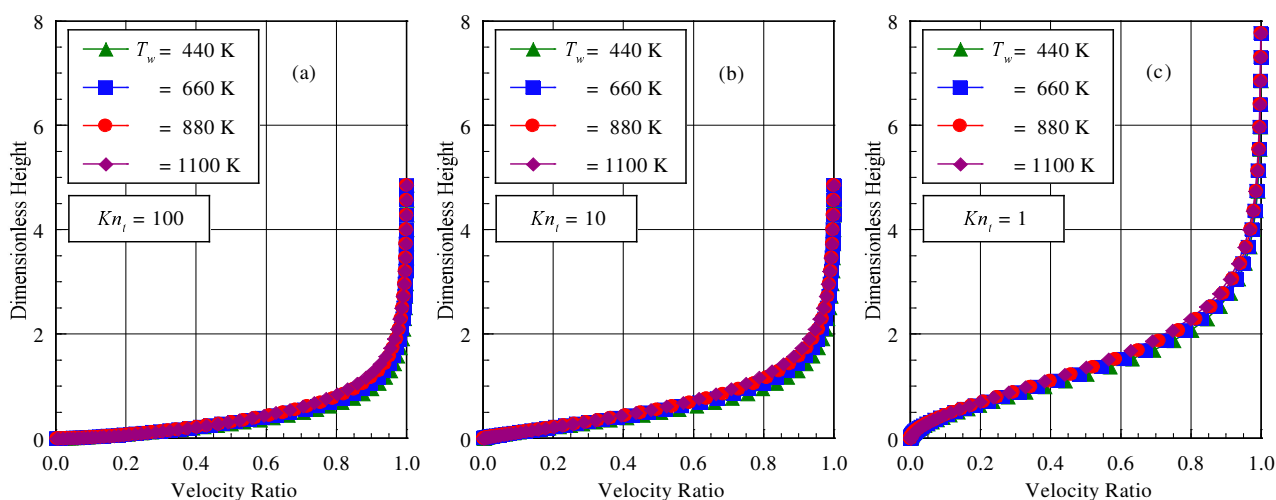 8
6
4
2
0
Dimensionless Height
T_w = 440 K
= 660 K
= 880 K
= 1100 K
(a)
Kn_t = 100
0.0 0.2 0.4 0.6 0.8 1.0
Velocity Ratio
8
6
4
2
0
Dimensionless Height
T_w = 440 K
= 660 K
= 880 K
= 1100 K
(b)
Kn_t = 10
0.0 0.2 0.4 0.6 0.8 1.0
Velocity Ratio
8
6
4
2
0
Dimensionless Height
T_w = 440 K
= 660 K
= 880 K
= 1100 K
(c)
Kn_t = 1
0.0 0.2 0.4 0.6 0.8 1.0
Velocity Ratio